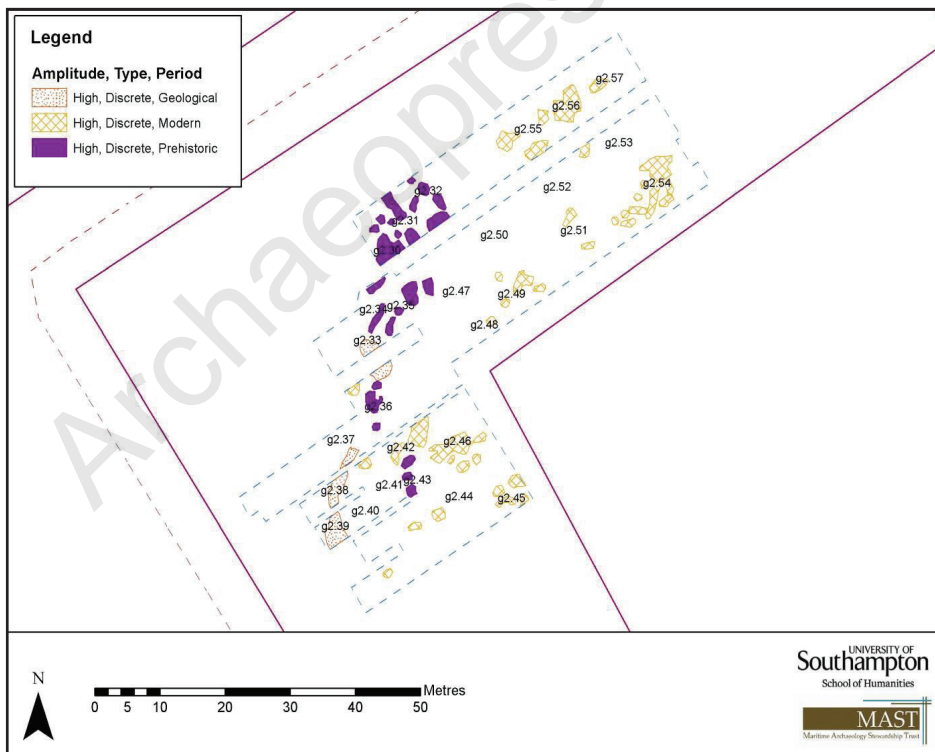 Legend
Amplitude, Type, Period
High, Discrete, Geological
High, Discrete, Modern
High, Discrete, Prehistoric
Archaeopres
g2.57
g2.56
g2.55
g2.53
g2.54
g2.52
g2.32
g2.31
g2.51
g2.50
g2.30
g2.47
g2.49
g2.34
g2.35
g2.48
g2.33
g2.36
g2.37
g2.42
g2.46
g2.41
g2.43
g2.38
g2.44
g2.45
g2.40
g2.39
N
Metres
0 5 10 20 30 40 50
UNIVERSITY OF
Southampton
School of Humanities
MAST
Maritime Archaeology Stewardship Trust